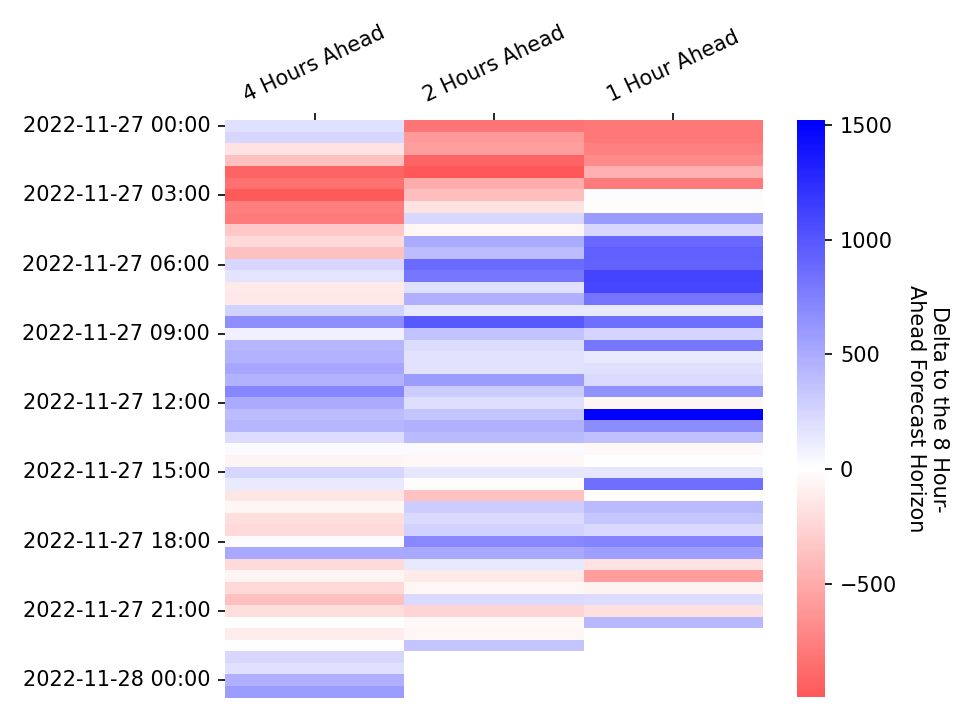 4 Hours Ahead
2 Hours Ahead
1 Hour Ahead
2022-11-27 00:00
2022-11-27 03:00
2022-11-27 06:00
2022-11-27 09:00
2022-11-27 12:00
2022-11-27 15:00
2022-11-27 18:00
2022-11-27 21:00
2022-11-28 00:00
1500
1000
500
0
−500
Delta to the 8 Hour-
Ahead Forecast Horizon